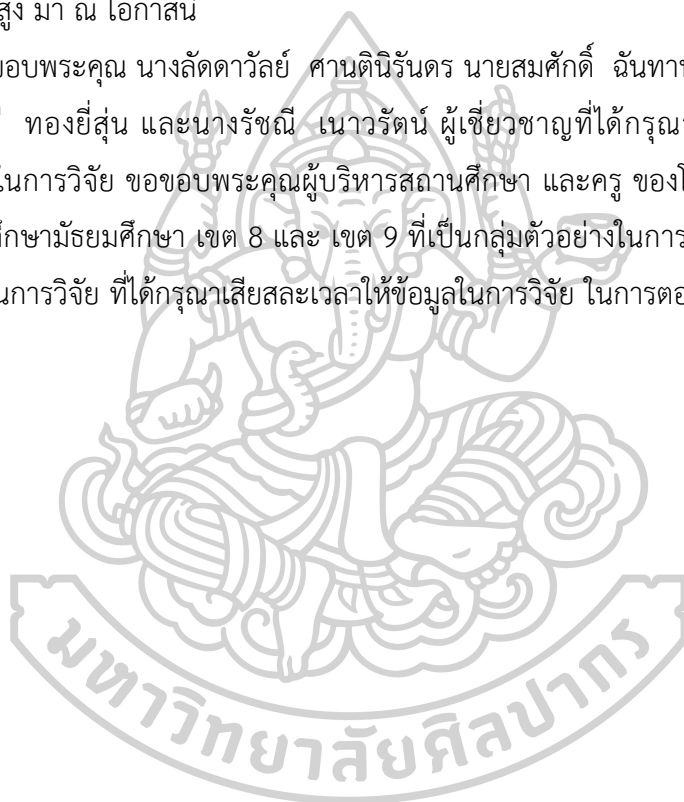 สูง มา ณ โอกาสนี้
ขอบพระคุณ นางลัดดาวัลย์ ศานตินิรันดร นายสมศักดิ์ ฉันทา
ทองยี่สุ่น และนางรัชณี เนาวรัตน์ ผู้เชี่ยวชาญที่ได้กรุณา
ในการวิจัย ขอขอบพระคุณผู้บริหารสถานศึกษา และครู ของ
ศึกษามัธยมศึกษา เขต 8 และ เขต 9 ที่เป็นกลุ่มตัวอย่างในการ
นการวิจัย ที่ได้กรุณาเสียสละเวลาให้ข้อมูลในการวิจัย ในการตอ
มหาวิทยาลัยศิลปากร